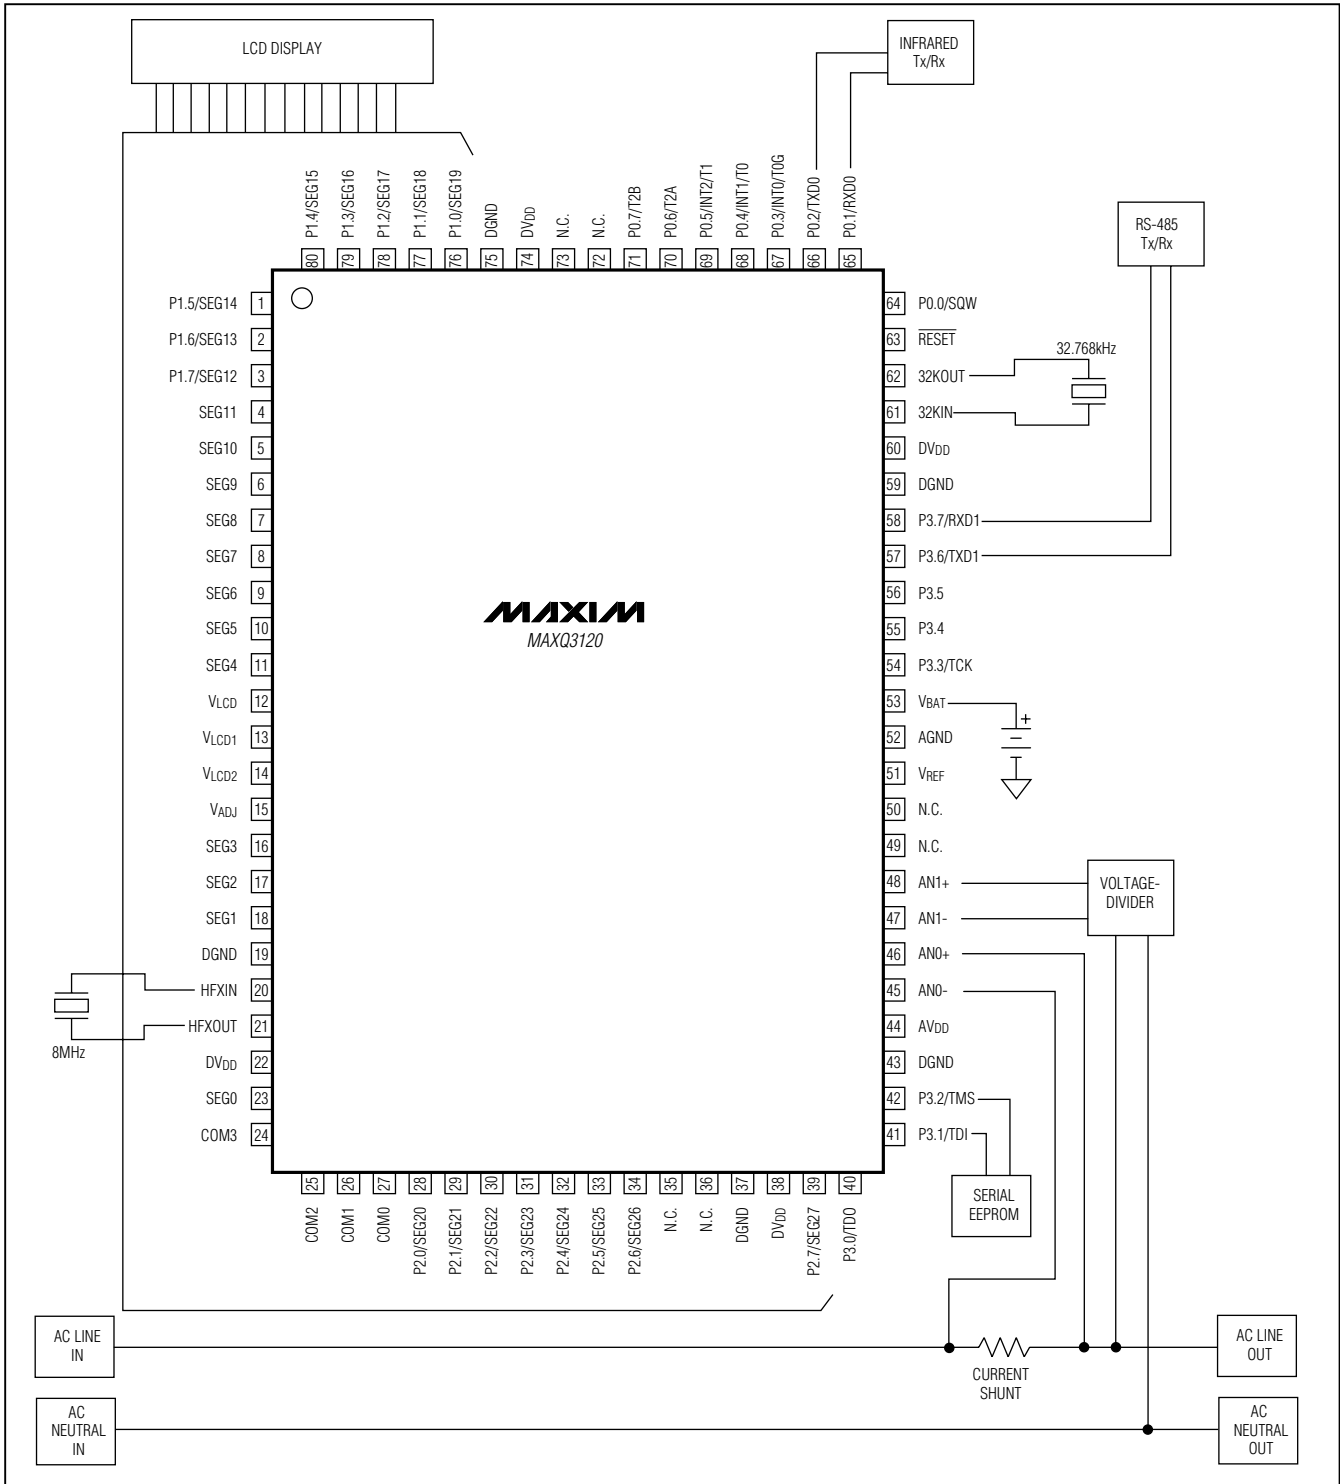 LCD DISPLAY
INFRARED
Tx/Rx
P1.4/SEG15
P1.3/SEG16
P1.2/SEG17
P1.1/SEG18
P1.0/SEG19
DGND
DVDD
N.C.
N.C.
P0.7/T2B
P0.6/T2A
P0.5/INT2/T1
P0.4/INT1/T0
P0.3/INT0/T0G
P0.2/TXD0
P0.1/RXD0
80
79
78
77
76
75
74
73
72
71
70
69
68
67
66
65
RS-485
Tx/Rx
P1.5/SEG14 1
P1.6/SEG13 2
P1.7/SEG12 3
SEG11 4
SEG10 5
SEG9 6
SEG8 7
SEG7 8
SEG6 9
SEG5 10
SEG4 11
VLCD 12
VLCD1 13
VLCD2 14
VADJ 15
SEG3 16
SEG2 17
SEG1 18
DGND 19
HFXIN 20
HFXOUT 21
DVDD 22
SEG0 23
COM3 24
8MHz
MAXIM
MAXQ3120
64 P0.0/SQW
63 RESET
62 32KOUT
61 32KIN
32.768kHz
60 DVDD
59 DGND
58 P3.7/RXD1
57 P3.6/TXD1
56 P3.5
55 P3.4
54 P3.3/TCK
53 VBAT
+
52 AGND
51 VREF
50 N.C.
49 N.C.
48 AN1+
47 AN1-
46 AN0+
45 AN0-
44 AVDD
43 DGND
42 P3.2/TMS
41 P3.1/TDI
VOLTAGE-
DIVIDER
SERIAL
EEPROM
25
26
27
28
29
30
31
32
33
34
35
36
37
38
39
40
COM2
COM1
COM0
P2.0/SEG20
P2.1/SEG21
P2.2/SEG22
P2.3/SEG23
P2.4/SEG24
P2.5/SEG25
P2.6/SEG26
N.C.
N.C.
DGND
DVDD
P2.7/SEG27
P3.0/TDO
AC LINE
IN
CURRENT
SHUNT
AC LINE
OUT
AC
NEUTRAL
IN
AC
NEUTRAL
OUT